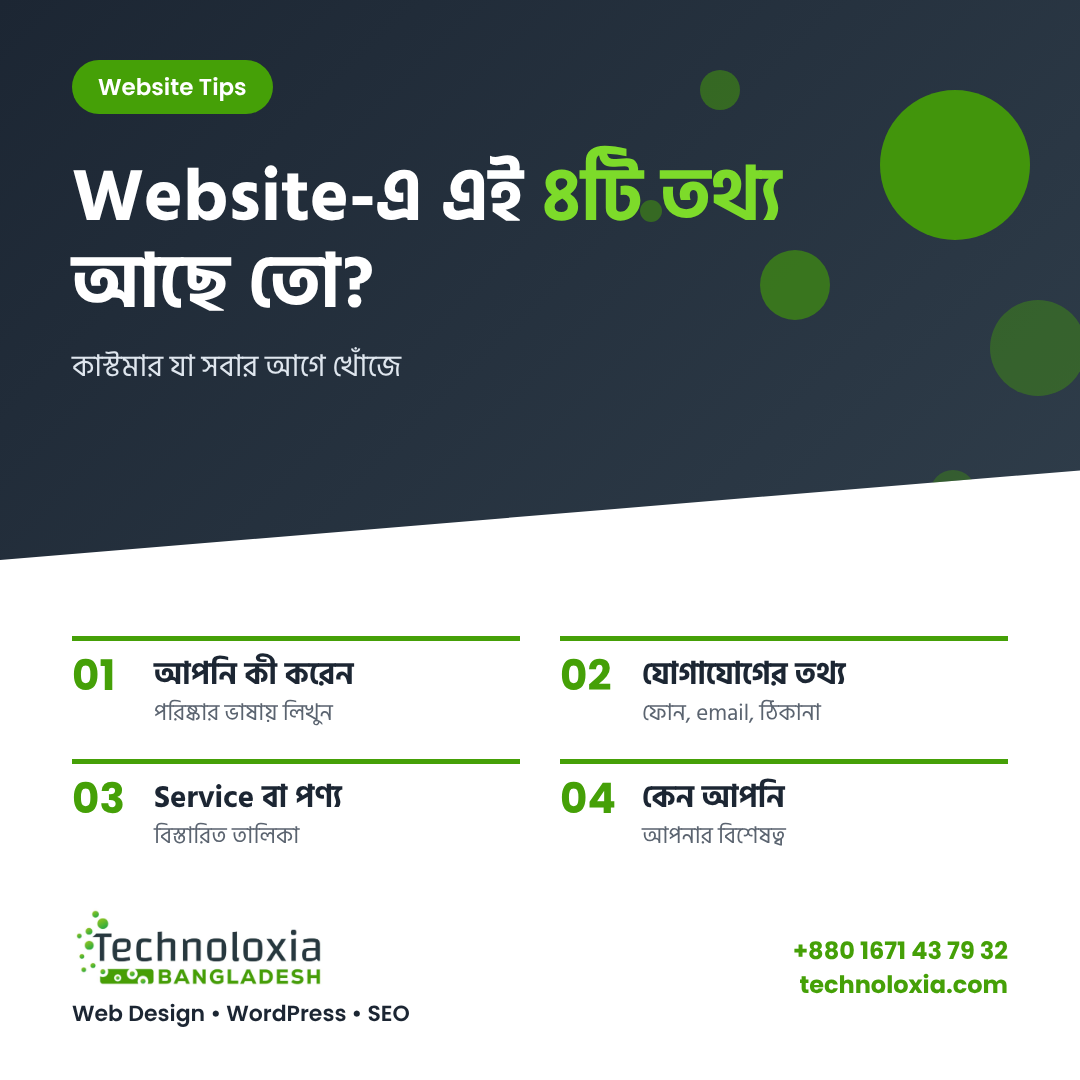 Website Tips
Website-এ এই ৪টি তথ্য
আছে তো?
কাস্টমার যা সবার আগে খোঁজে
01 আপনি কী করেন
পরিষ্কার ভাষায় লিখুন
02 যোগাযোগের তথ্য
ফোন, email, ঠিকানা
03 Service বা পণ্য
বিস্তারিত তালিকা
04 কেন আপনি
আপনার বিশেষত্ব
Technoloxia
BANGLADESH
Web Design • WordPress • SEO
+880 1671 43 79 32
technoloxia.com